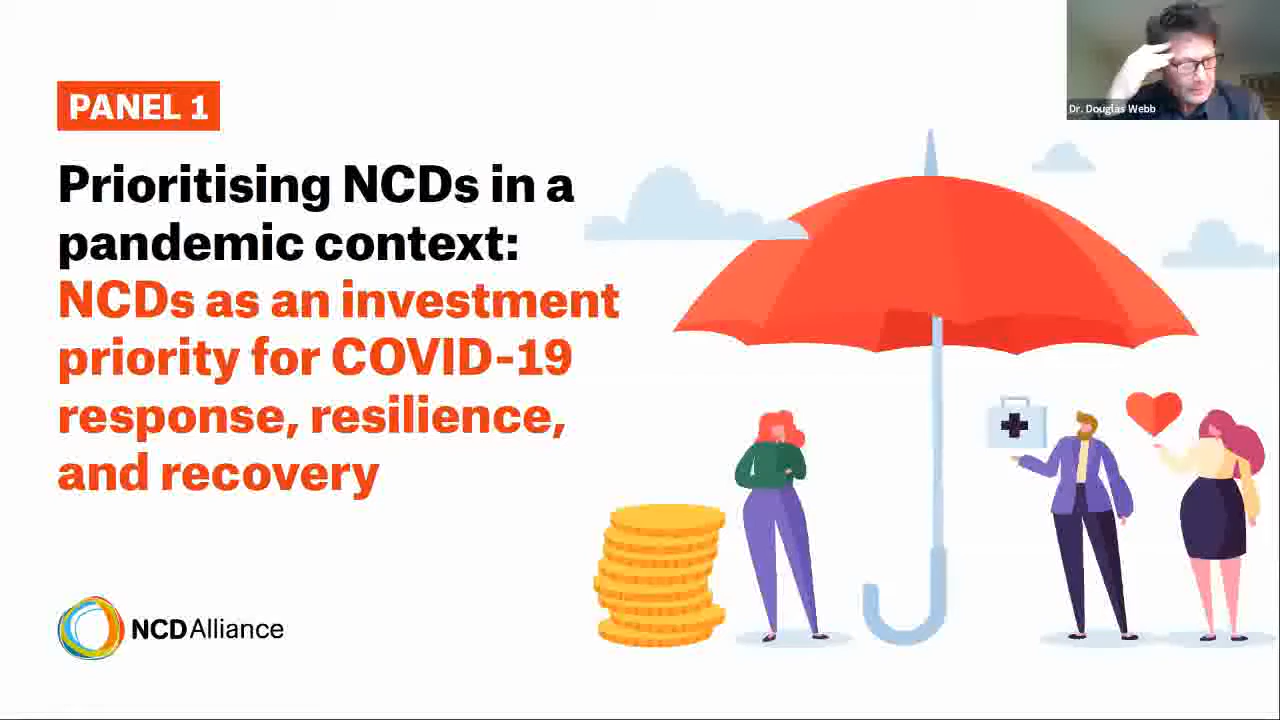 PANEL 1
Prioritising NCDs in a
pandemic context:
NCDs as an investment
priority for COVID-19
response, resilience,
and recovery
NCDAlliance
Dr. Douglas Webb